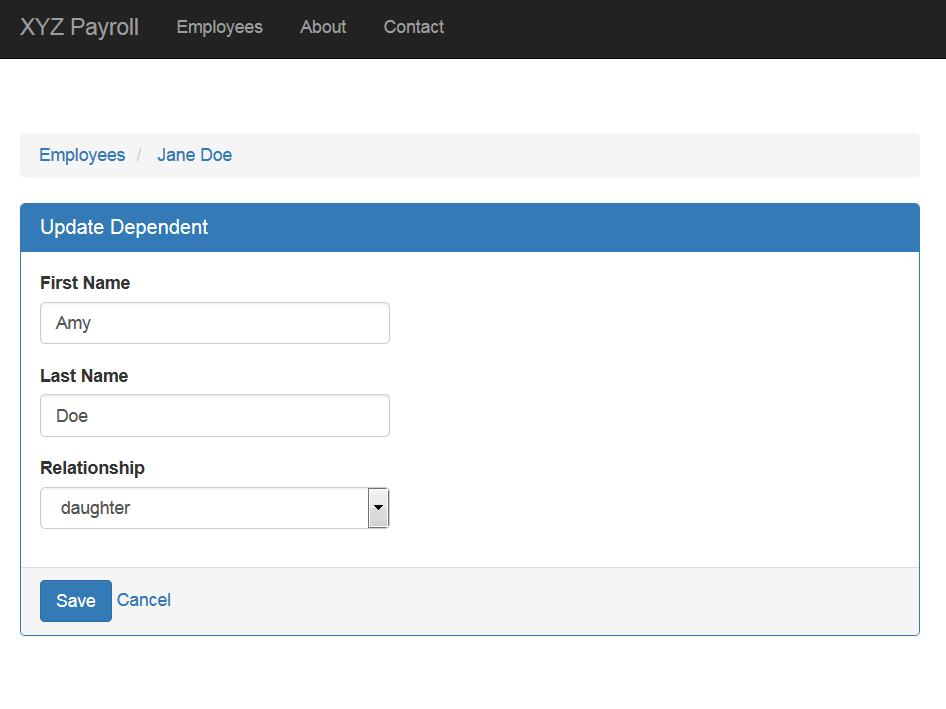 XYZ Payroll Employees About Contact
Employees / Jane Doe
Update Dependent
First Name
Amy
Last Name
Doe
Relationship
daughter
Save Cancel